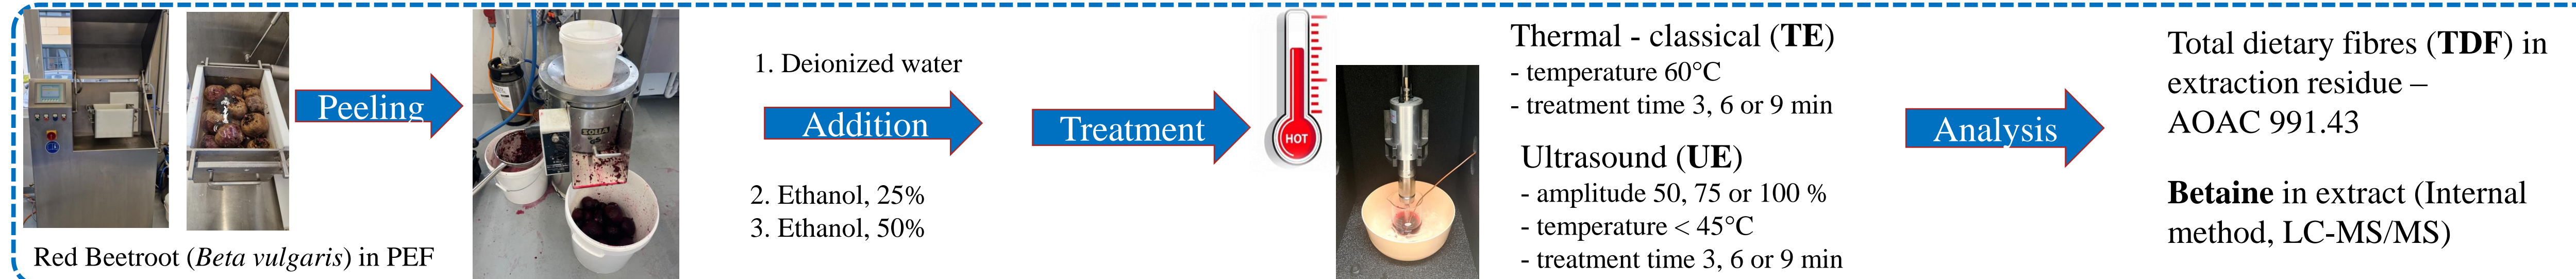 Red Beetroot (Beta vulgaris) in PEF
Peeling
SOLIA
1. Deionized water
Addition
2. Ethanol, 25%
3. Ethanol, 50%
Treatment
HOT
Thermal - classical (TE)
- temperature 60°C
- treatment time 3, 6 or 9 min
Ultrasound (UE)
- amplitude 50, 75 or 100 %
- temperature < 45°C
- treatment time 3, 6 or 9 min
Analysis
Total dietary fibres (TDF) in
extraction residue –
AOAC 991.43
Betaine in extract (Internal
method, LC-MS/MS)